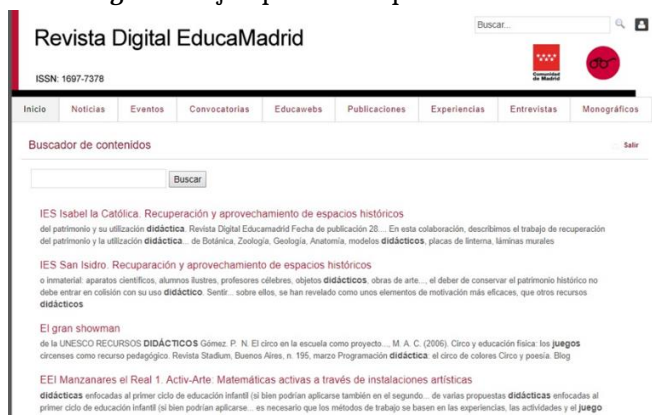 Buscar...
Revista Digital EducaMadrid
Comunidad
de Madrid
ISSN: 1697-7378
Inicio Noticias Eventos Convocatorias Educawebs Publicaciones Experiencias Entrevistas Monográficos
Buscador de contenidos
Salir
Buscar
IES Isabel la Católica. Recuperación y aprovechamiento de espacios históricos
del patrimonio y su utilización didáctica. Revista Digital Educamadrid Fecha de publicación 28.... En esta colaboración, describimos el trabajo de recuperación
del patrimonio y la utilización didáctica... de Botánica, Zoología, Geología, Anatomía, modelos didácticos, placas de linterna, láminas murales
IES San Isidro. Recuparación y aprovechamiento de espacios históricos
o inmaterial: aparatos científicos, alumnos ilustres, profesores célebres, objetos didácticos, obras de arte..., el deber de conservar el patrimonio histórico no
debe entrar en colisión con su uso didáctico. Sentir... sobre ellos, se han revelado como unos elementos de motivación más eficaces, que otros recursos
didácticos
El gran showman
de la UNESCO RECURSOS DIDÁCTICOS Gómez. P. N. El circo en la escuela como proyecto..., M. A. C. (2006). Circo y educación física: los juegos
circenses como recurso pedagógico. Revista Stadium, Buenos Aires, n. 195, marzo Programación didáctica: el circo de colores Circo y poesía. Blog
EEI Manzanares el Real 1. Activ-Arte: Matemáticas activas a través de instalaciones artísticas
didácticas enfocadas al primer ciclo de educación infantil (si bien podrían aplicarse también en el segundo... de varias propuestas didácticas enfocadas al
primer ciclo de educación infantil (si bien podrían aplicarse... es necesario que los métodos de trabajo se basen en las experiencias, las actividades y el juego